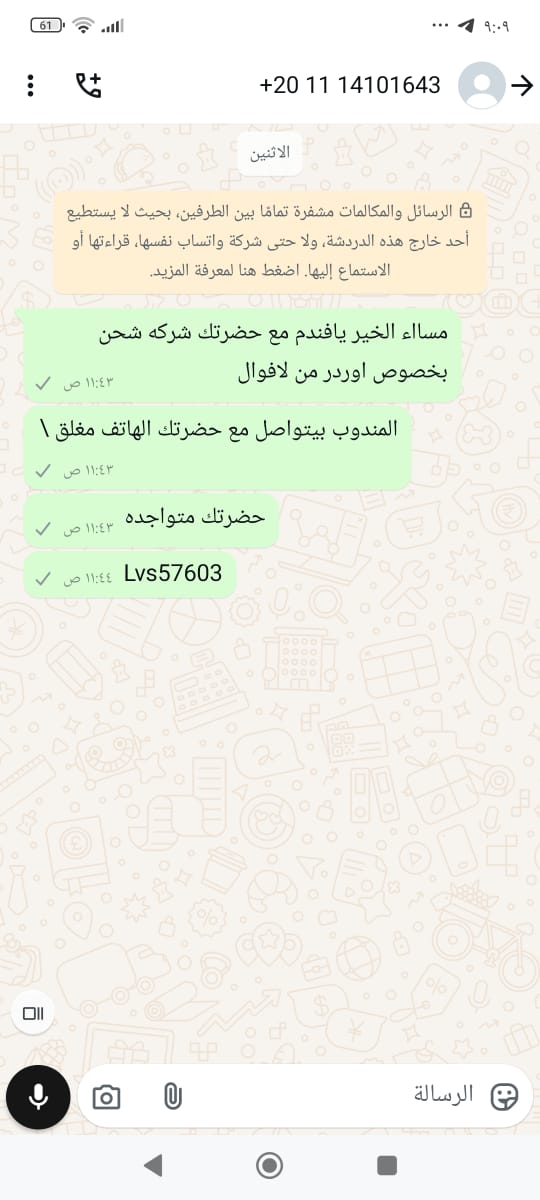 61
٩:٠٩
+20 11 14101643
الاثنين
الرسائل والمكالمات مشفرة تمامًا بين الطرفين، بحيث لا يستطيع
أحد خارج هذه الدردشة، ولا حتى شركة واتساب نفسها، قراءتها أو
الاستماع إليها. اضغط هنا لمعرفة المزيد.
مسااء الخير يافندم مع حضرتك شركه شحن
بخصوص اوردر من لافوال
١١:٤٣ ص
المندوب بيتواصل مع حضرتك الهاتف مغلق \
١١:٤٣ ص
حضرتك متواجده
١١:٤٣ ص
Lvs57603
١١:٤٤ ص
الرسالة